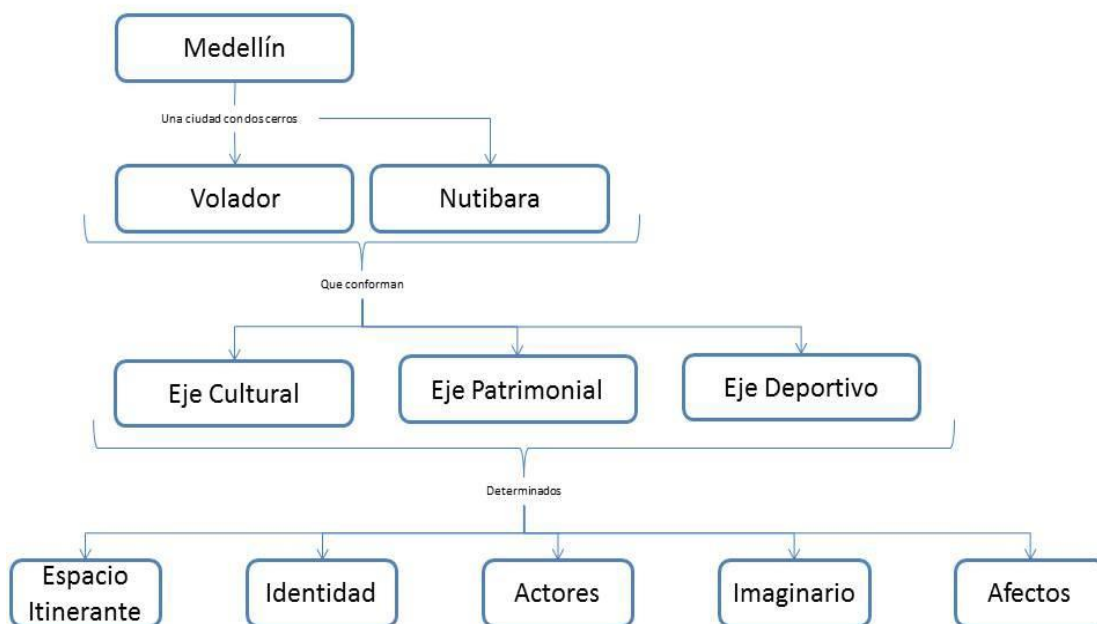 Medellín
Una ciudad con dos cerros
Volador
Nutibara
Que conforman
Eje Cultural
Eje Patrimonial
Eje Deportivo
Determinados
Espacio
Itinerante
Identidad
Actores
Imaginario
Afectos